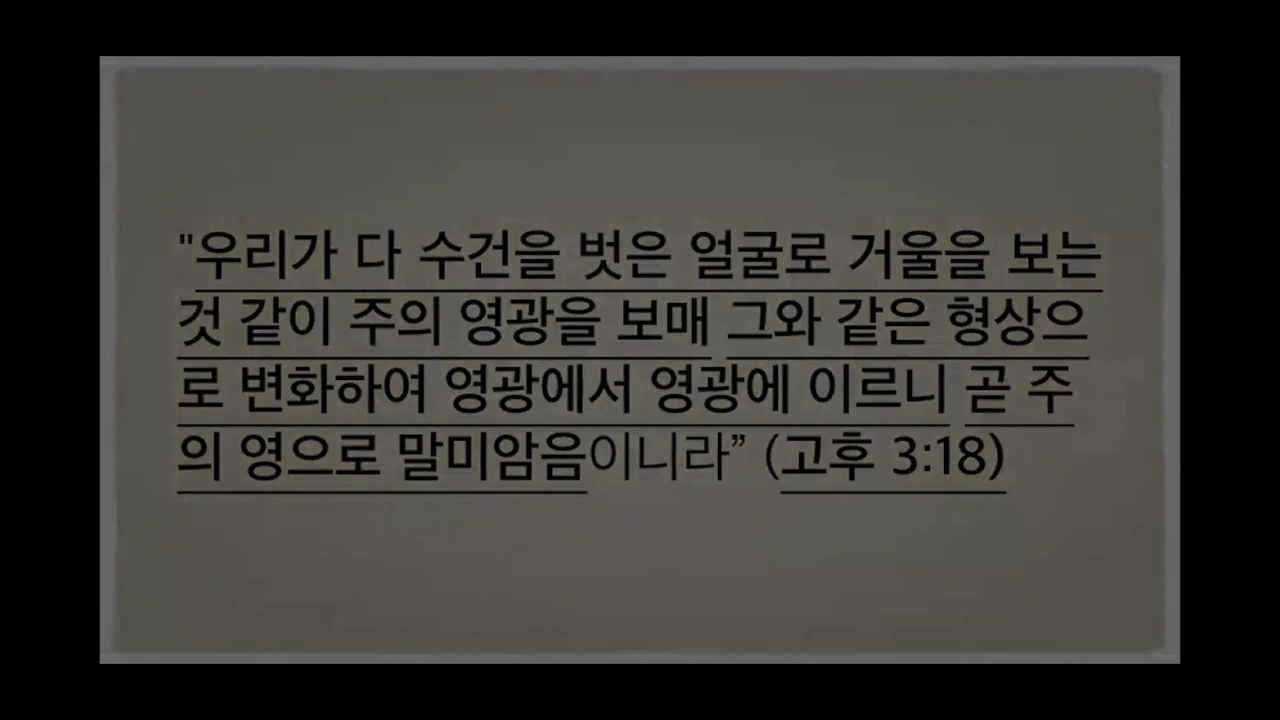 "우리가 다 수건을 벗은 얼굴로 거울을 보는
것 같이 주의 영광을 보매 그와 같은 형상으
로 변화하여 영광에서 영광에 이르니 곧 주
의 영으로 말미암음이니라” (고후 3:18)